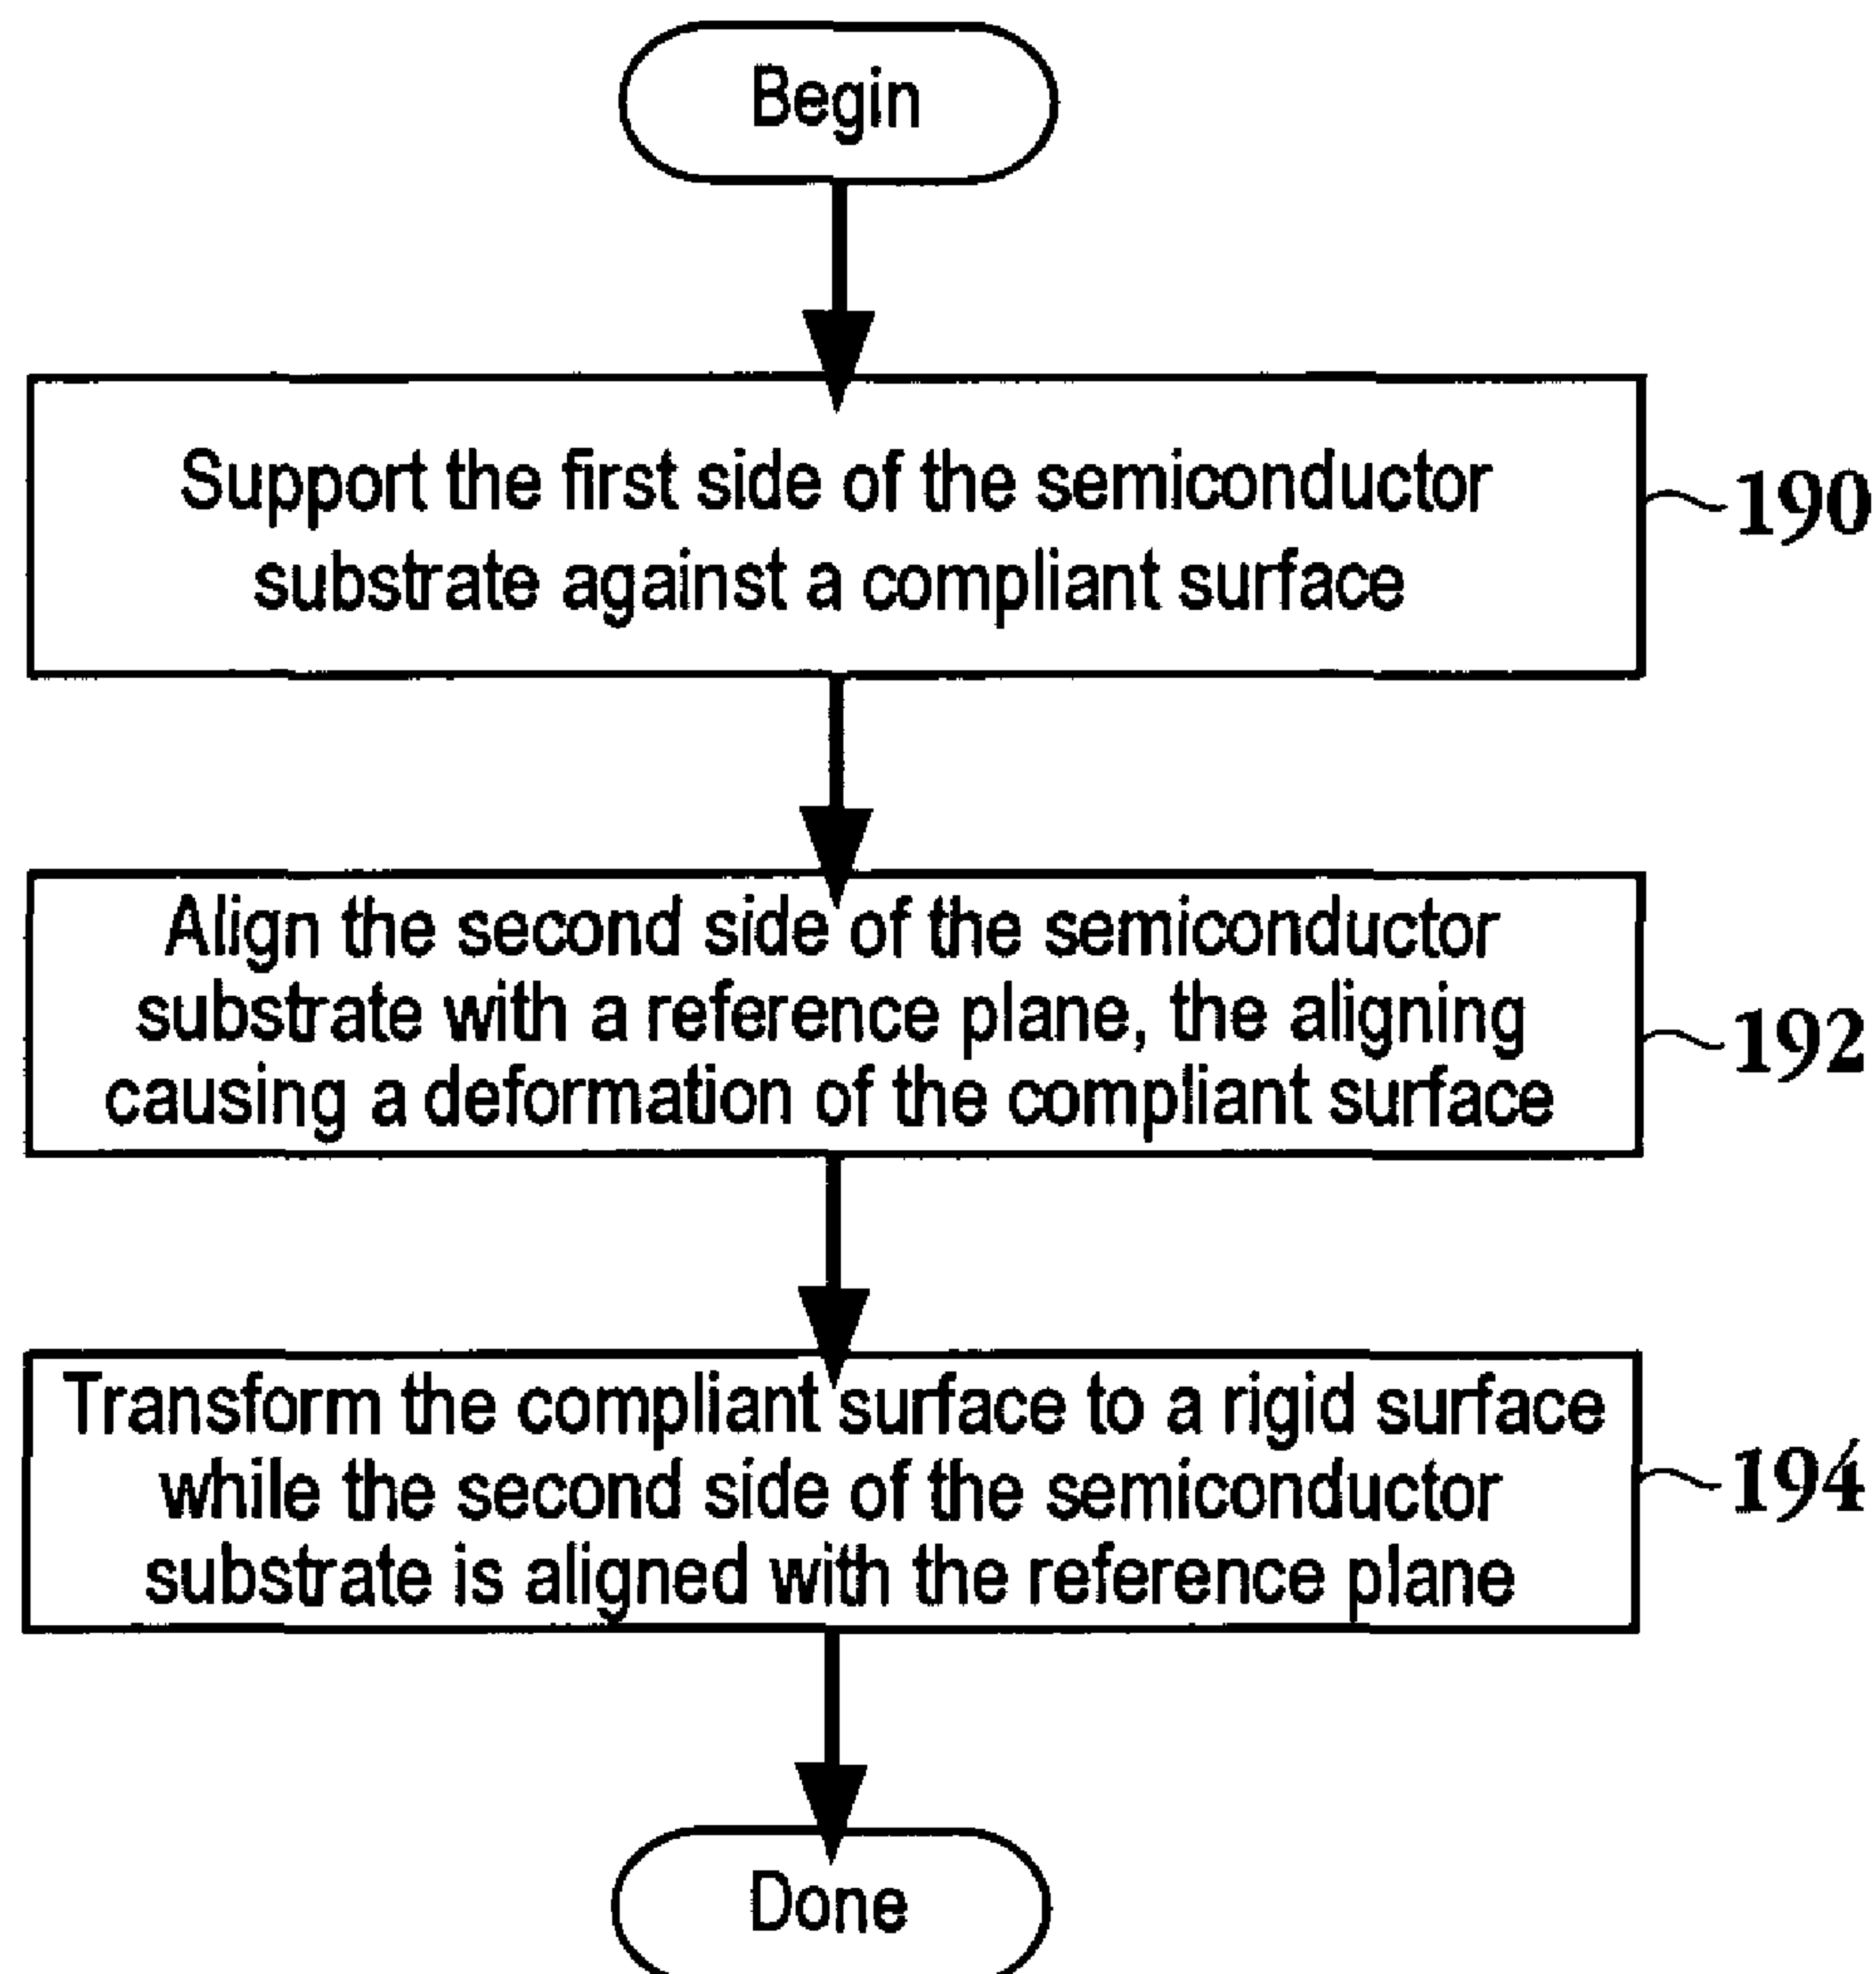 Begin
Support the first side of the semiconductor
substrate against a compliant surface
190
Align the second side of the semiconductor
substrate with a reference plane, the aligning
causing a deformation of the compliant surface
192
Transform the compliant surface to a rigid surface
while the second side of the semiconductor
substrate is aligned with the reference plane
194
Done